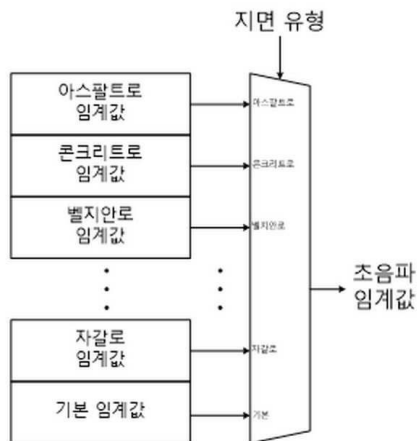 지면 유형
아스팔트로
임계값
아스팔트로
콘크리트로
임계값
콘크리트로
벨지안로
임계값
벨지안로
초음파
임계값
자갈로
임계값
자갈로
기본 임계값
기본